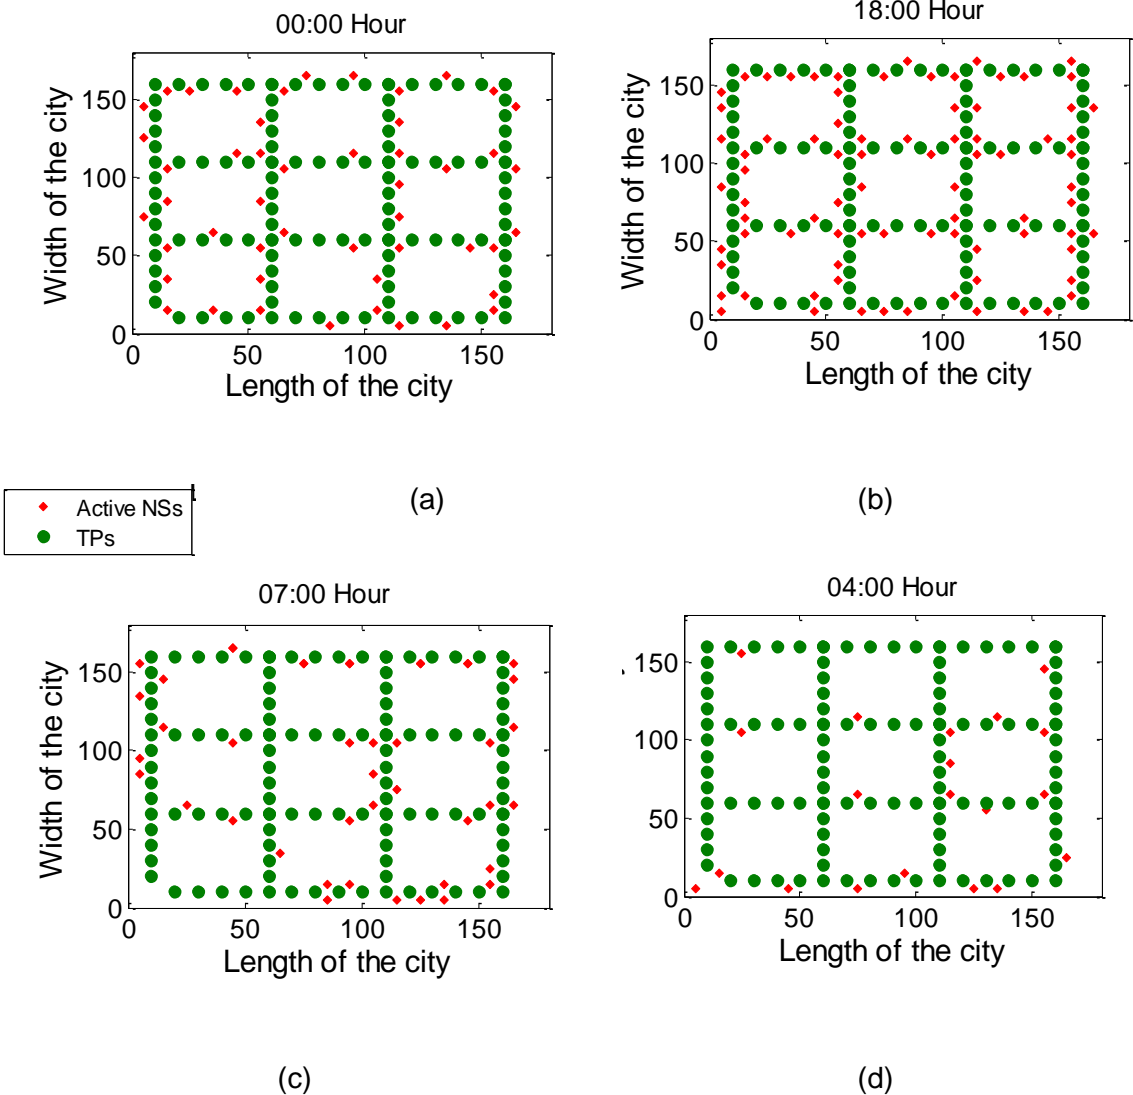 00:00 Hour
Width of the city
150
100
50
0
0 50 100 150
Length of the city
(a)
18:00 Hour
Width of the city
150
100
50
0
0 50 100 150
Length of the city
(b)
Active NSs
TPs
07:00 Hour
Width of the city
150
100
50
0
0 50 100 150
Length of the city
(c)
04:00 Hour
150
100
50
0
0 50 100 150
Length of the city
(d)